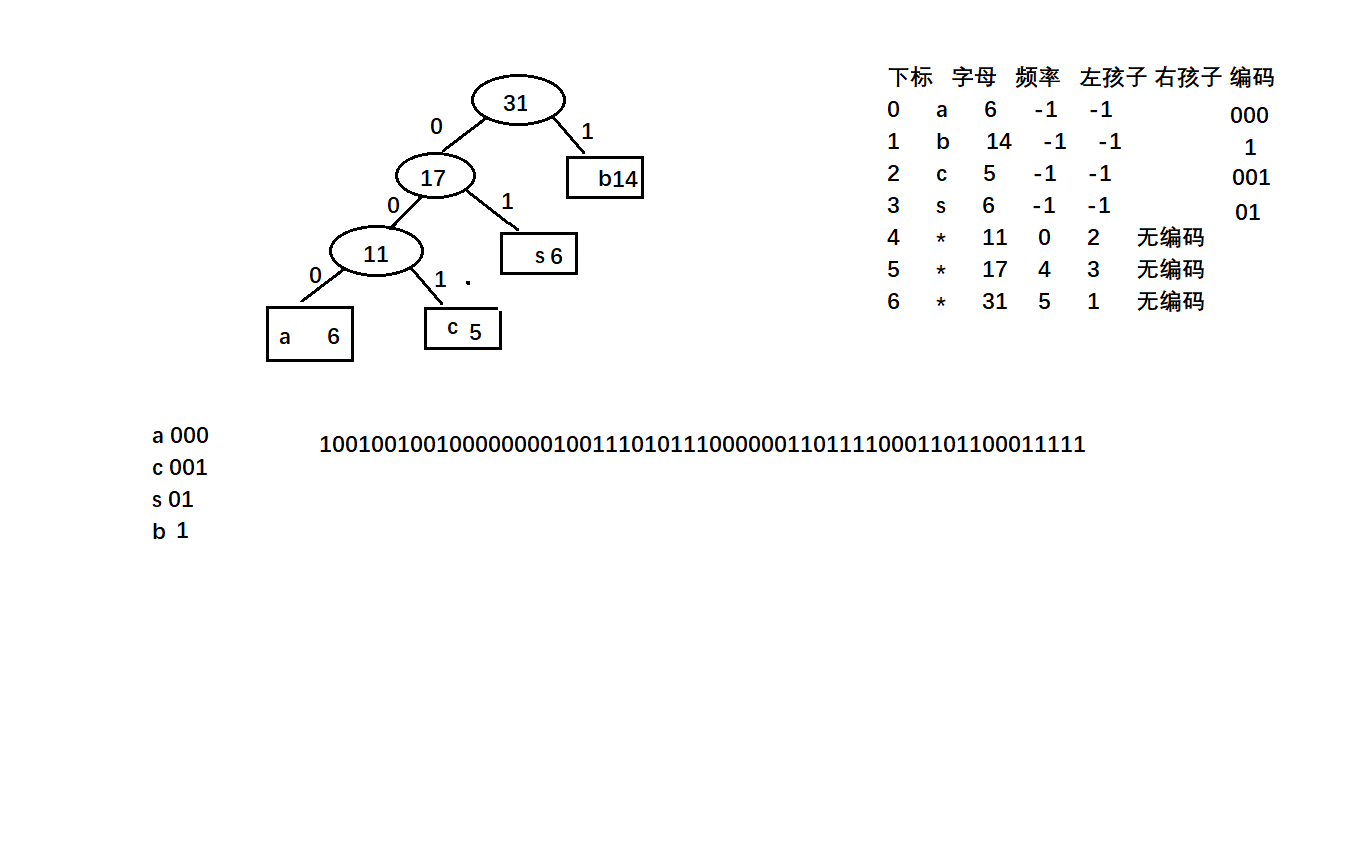 31
0 1
下标 字母 频率 左孩子 右孩子 编码
0 a 6 -1 -1 000
1 b 14 -1 -1 1
2 c 5 -1 -1 001
3 s 6 -1 -1 01
4 * 11 0 2 无编码
5 * 17 4 3 无编码
6 * 31 5 1 无编码
17 b14
0 1
11 s 6
0 1
a 6 c 5
a 000
c 001
s 01
b 1
100100100100000000010011101011100000011011110001101100011111